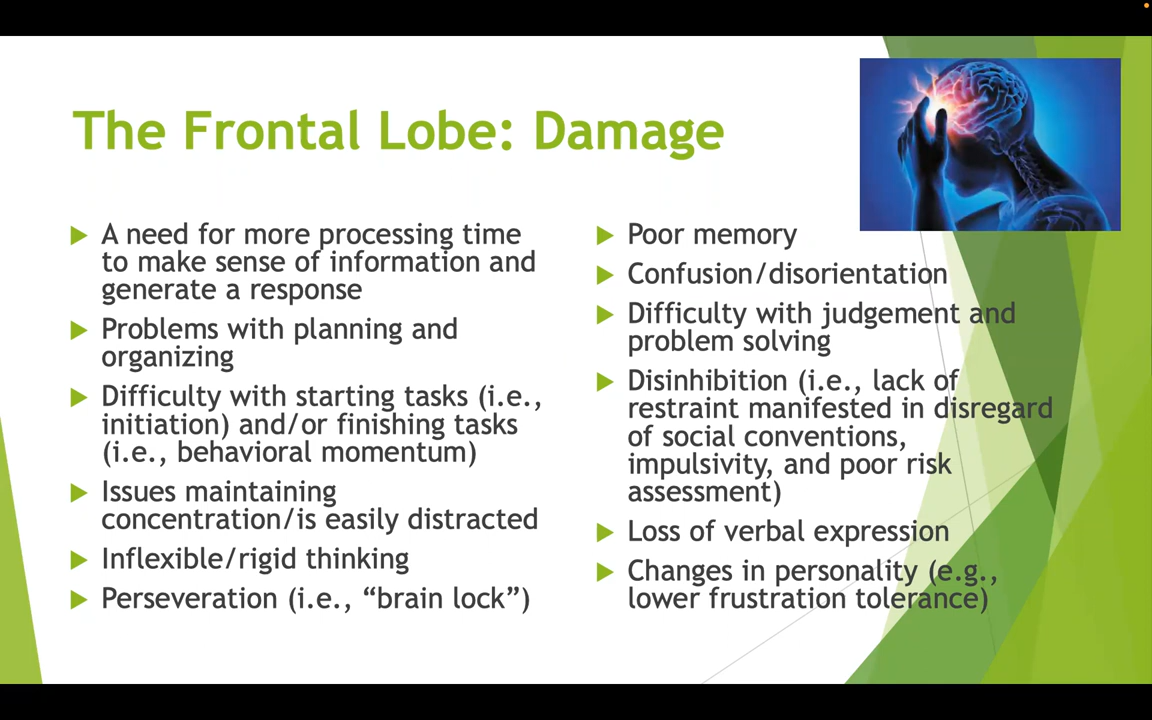 The Frontal Lobe: Damage
A need for more processing time
to make sense of information and
generate a response
Problems with planning and
organizing
Difficulty with starting tasks (i.e.,
initiation) and/or finishing tasks
(i.e., behavioral momentum)
Issues maintaining
concentration/is easily distracted
Inflexible/rigid thinking
Perseveration (i.e., “brain lock”)
Poor memory
Confusion/disorientation
Difficulty with judgement and
problem solving
Disinhibition (i.e., lack of
restraint manifested in disregard
of social conventions,
impulsivity, and poor risk
assessment)
Loss of verbal expression
Changes in personality (e.g.,
lower frustration tolerance)